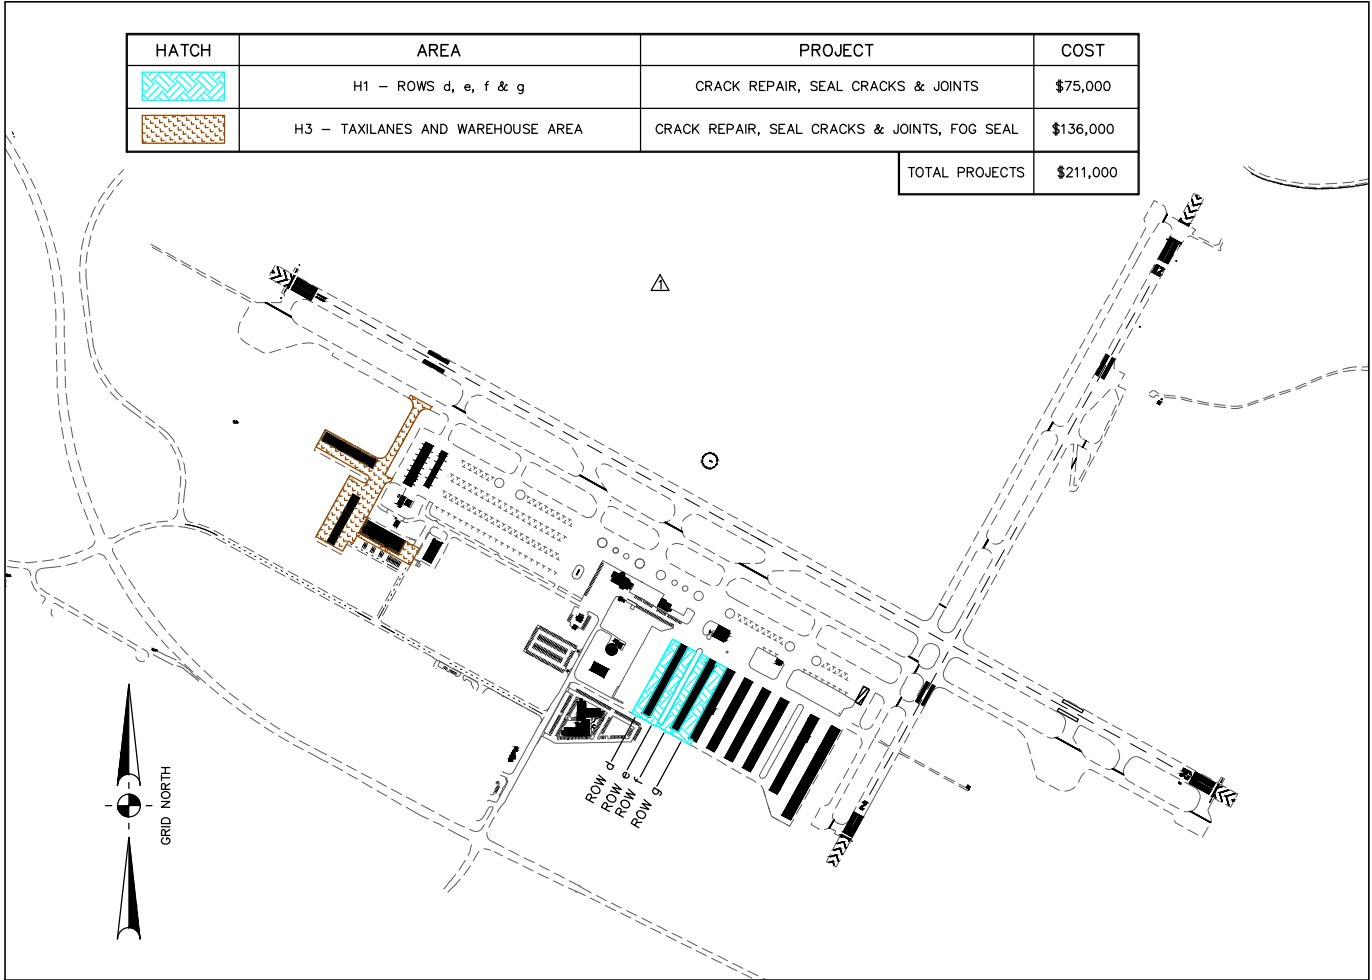 HATCH AREA PROJECT COST
H1 – ROWS d, e, f & g CRACK REPAIR, SEAL CRACKS & JOINTS $75,000
H3 – TAXILANES AND WAREHOUSE AREA CRACK REPAIR, SEAL CRACKS & JOINTS, FOG SEAL $136,000
TOTAL PROJECTS $211,000
1
ROW d
ROW e
ROW f
ROW g
GRID NORTH